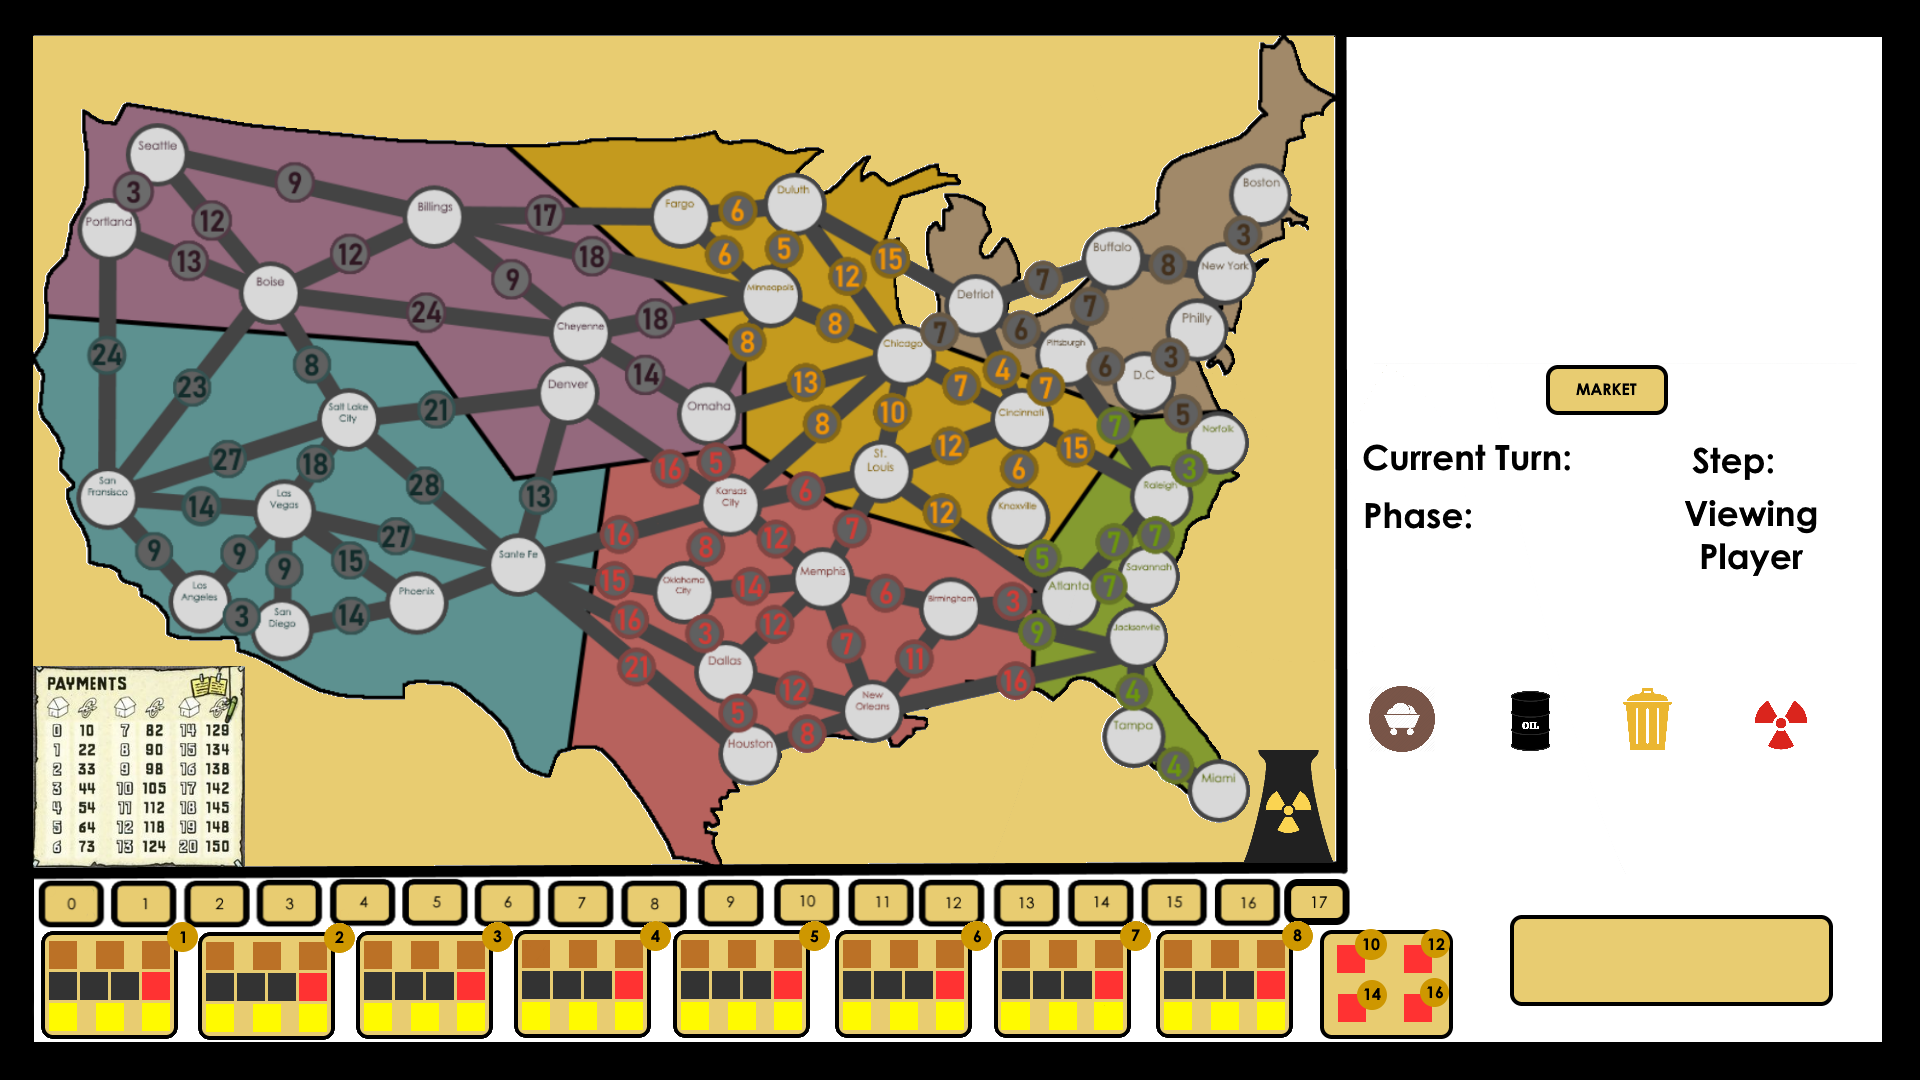 Seattle
3
Portland
9
12
13
Billings
12
17
Boise
18
9
24
Fargo
6
Duluth
6
5
12
15
Minneapolis
Cheyenne
18
8
8
14
24
23
8
Denver
Omaha
13
Chicago
7
Detriot
7
Buffalo
8
New York
3
Boston
7
6
Pittsburgh
Philly
3
6
D.C
5
4
7
7
Cincinnati
10
8
Salt Lake
City
21
27
18
28
13
San
Fransisco
14
Las
Vegas
27
15
9
9
9
Los
Angeles
3
San
Diego
14
Phoenix
Sante Fe
16
5
Kansas
City
6
St.
Louis
12
12
6
15
Knoxville
7
Norfolk
3
Raleigh
7
7
5
7
Savannah
Atlanta
16
8
12
7
15
Oklahoma
City
14
Memphis
6
Birmingham
3
9
Jacksonville
16
3
12
7
11
21
Dallas
12
5
New
Orleans
8
Houston
16
4
Tampa
4
Miami
PAYMENTS
0 10 7 82 14 129
1 22 8 90 15 134
2 33 9 98 16 138
3 44 10 105 17 142
4 54 11 112 18 145
5 64 12 118 19 148
6 73 13 124 20 150
MARKET
Current Turn:
Step:
Phase:
Viewing
Player
OIL
0 1 2 3 4 5 6 7 8 9 10 11 12 13 14 15 16 17
1 2 3 4 5 6 7 8
10 12
14 16